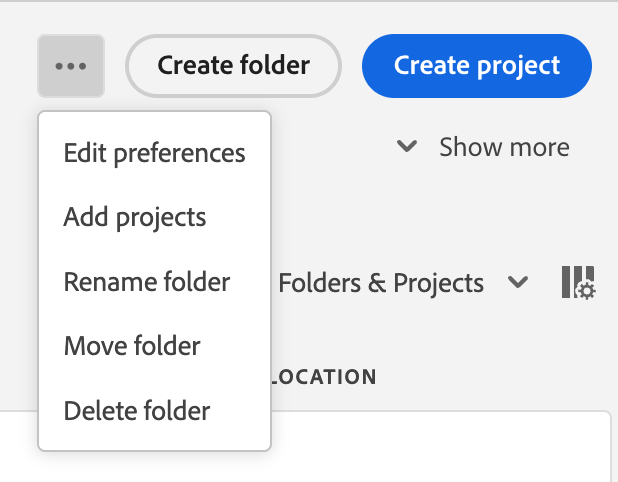 Create folder
Create project
Edit preferences
Add projects
Rename folder
Move folder
Delete folder
Show more
Folders & Projects
LOCATION